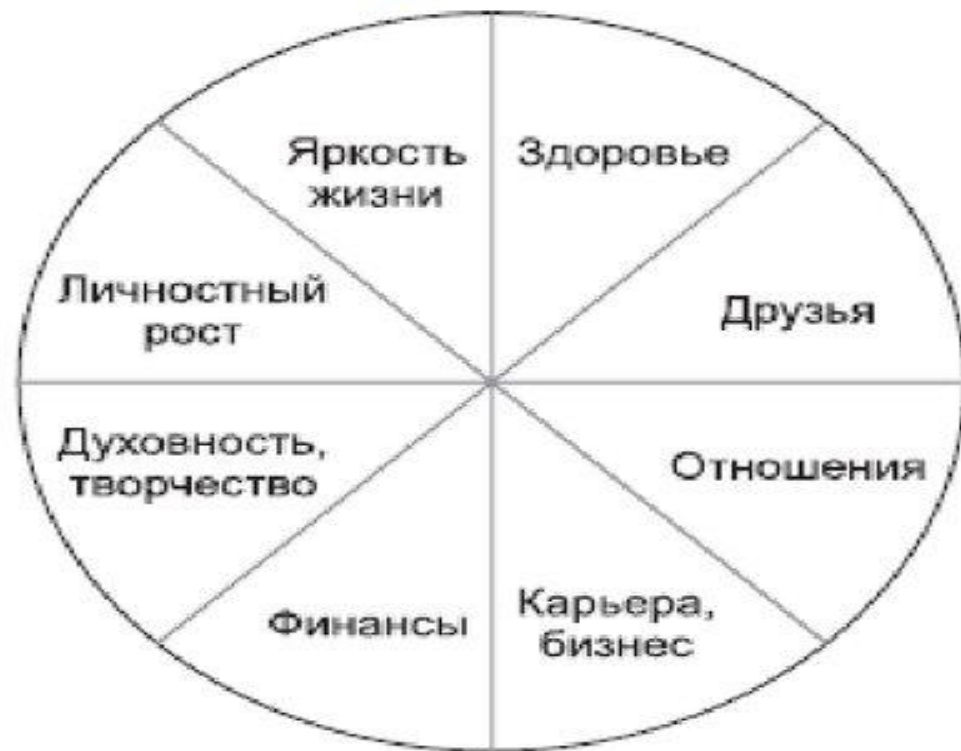 Яркость
жизни
Здоровье
Личностный
рост
Друзья
Духовность,
творчество
Отношения
Финансы
Карьера,
бизнес